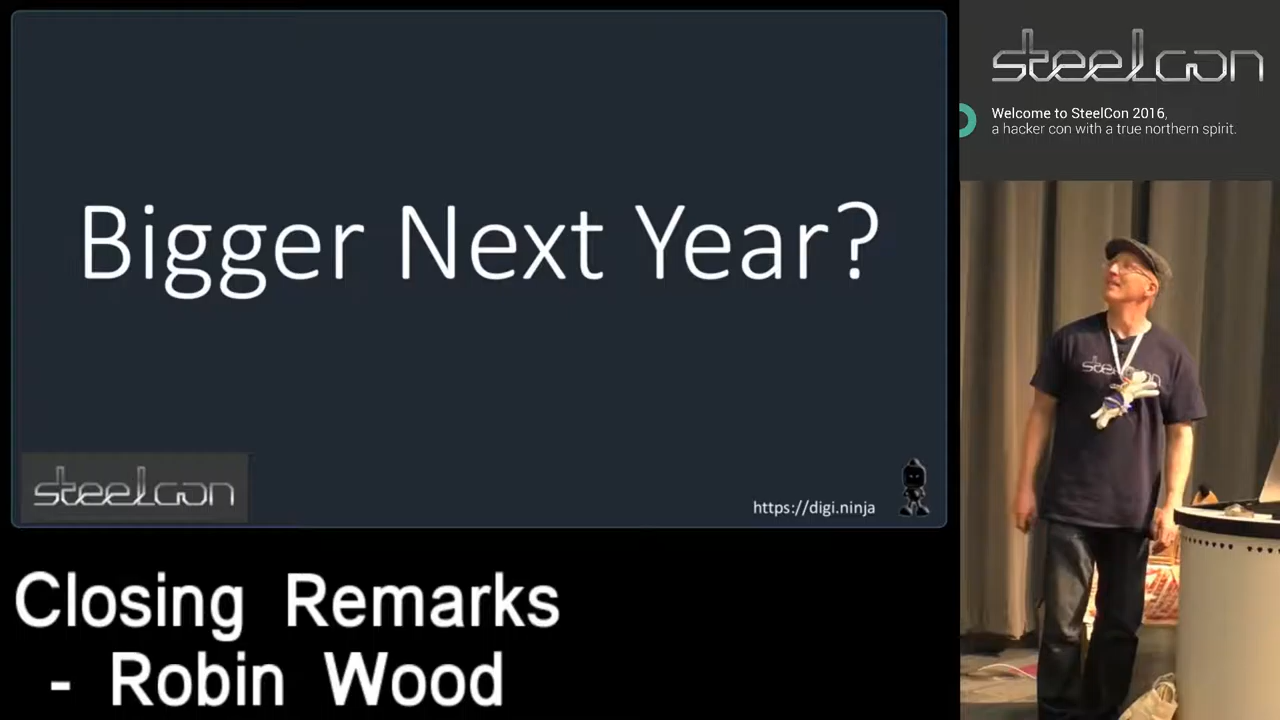 Bigger Next Year?
steelcon
https://digi.ninja
Closing Remarks
- Robin Wood
steelcon
Welcome to SteelCon 2016,
a hacker con with a true northern spirit.
steelcon